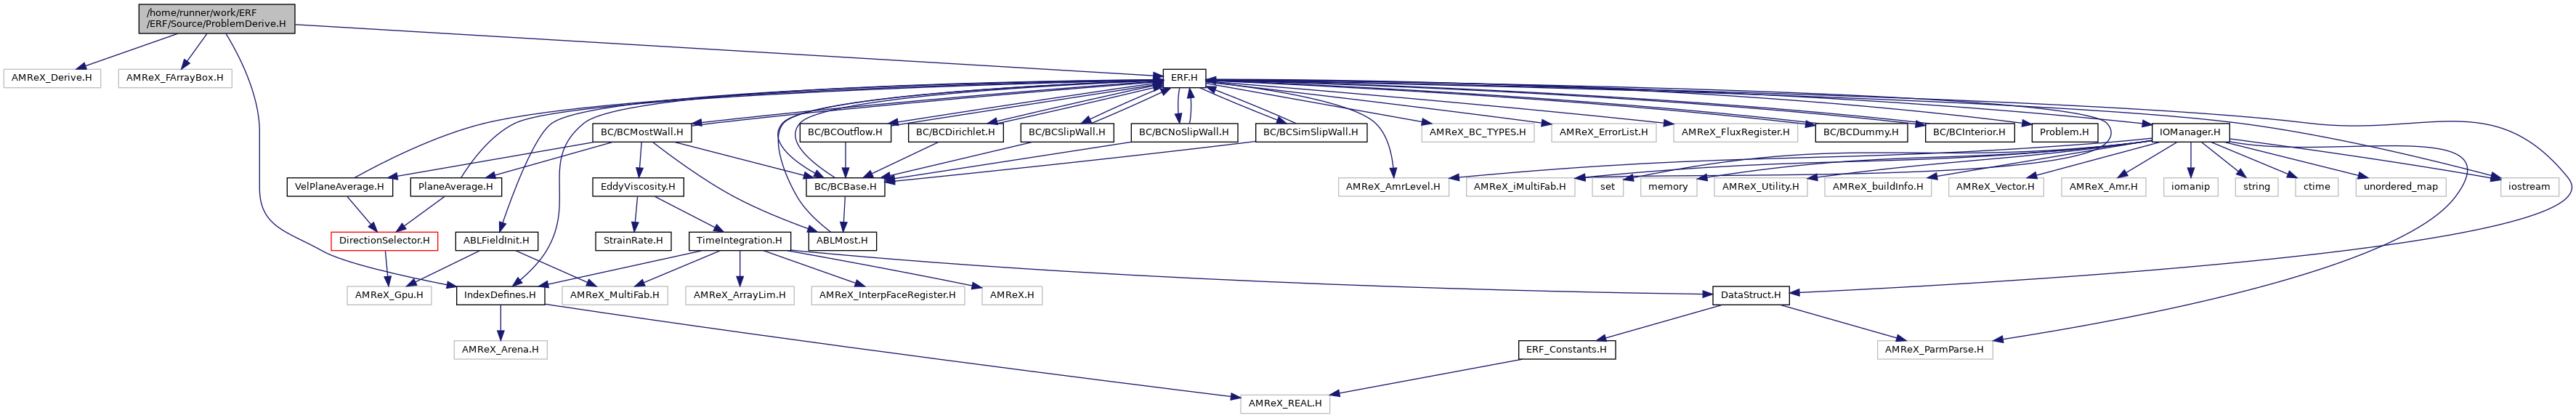 /home/runner/work/ERF
/ERF/Source/ProblemDerive.H
AMReX_Derive.H
AMReX_FArrayBox.H
ERF.H
BC/BCMostWall.H
BC/BCOutflow.H
BC/BCDirichlet.H
BC/BCSlipWall.H
BC/BCNoSlipWall.H
BC/BCSimSlipWall.H
AMReX_BC_TYPES.H
AMReX_ErrorList.H
AMReX_FluxRegister.H
BC/BCDummy.H
BC/BCInterior.H
Problem.H
IOManager.H
VelPlaneAverage.H
PlaneAverage.H
EddyViscosity.H
BC/BCBase.H
AMReX_AmrLevel.H
AMReX_iMultiFab.H
set
memory
AMReX_Utility.H
AMReX_buildInfo.H
AMReX_Vector.H
AMReX_Amr.H
iomanip
string
ctime
unordered_map
iostream
DirectionSelector.H
ABLFieldInit.H
StrainRate.H
TimeIntegration.H
ABLMost.H
AMReX_Gpu.H
IndexDefines.H
AMReX_MultiFab.H
AMReX_ArrayLim.H
AMReX_InterpFaceRegister.H
AMReX.H
DataStruct.H
AMReX_Arena.H
ERF_Constants.H
AMReX_ParmParse.H
AMReX_REAL.H